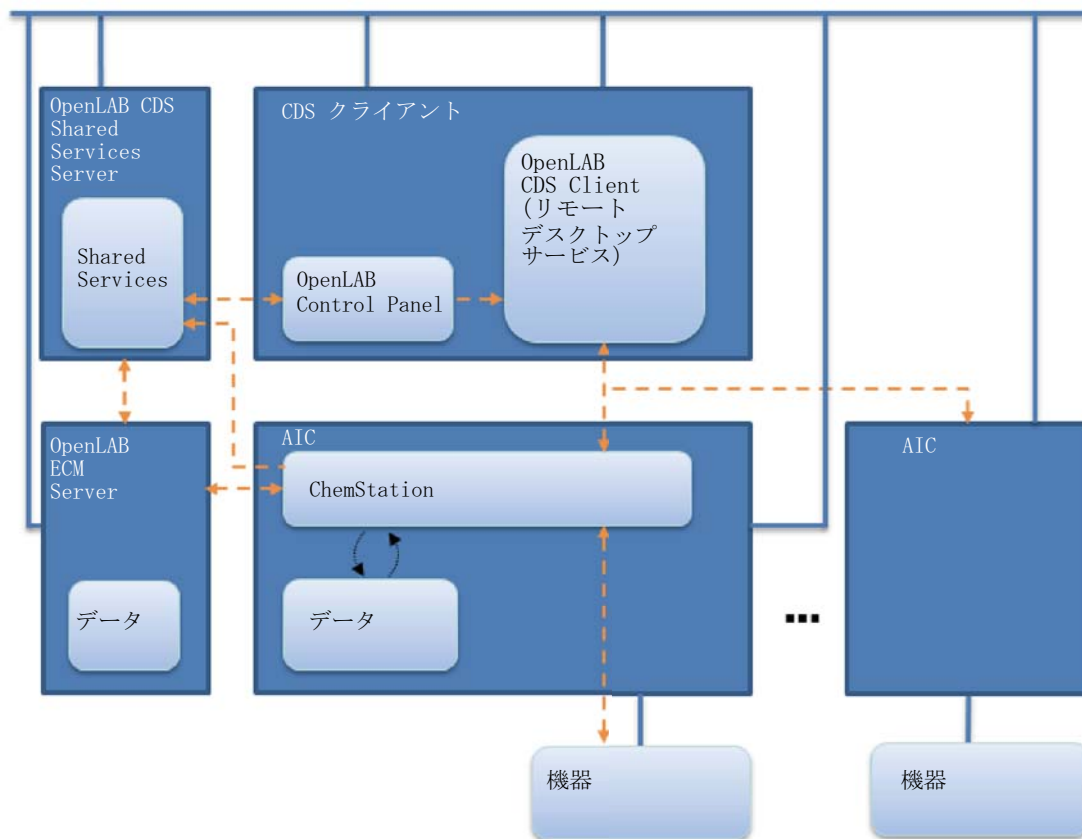 OpenLAB CDS
Shared
Services
Server
Shared
Services
CDS クライアント
OpenLAB
Control Panel
OpenLAB
CDS Client
(リモート
デスクトップ
サービス)
OpenLAB
ECM
Server
データ
AIC
ChemStation
データ
AIC
機器
機器